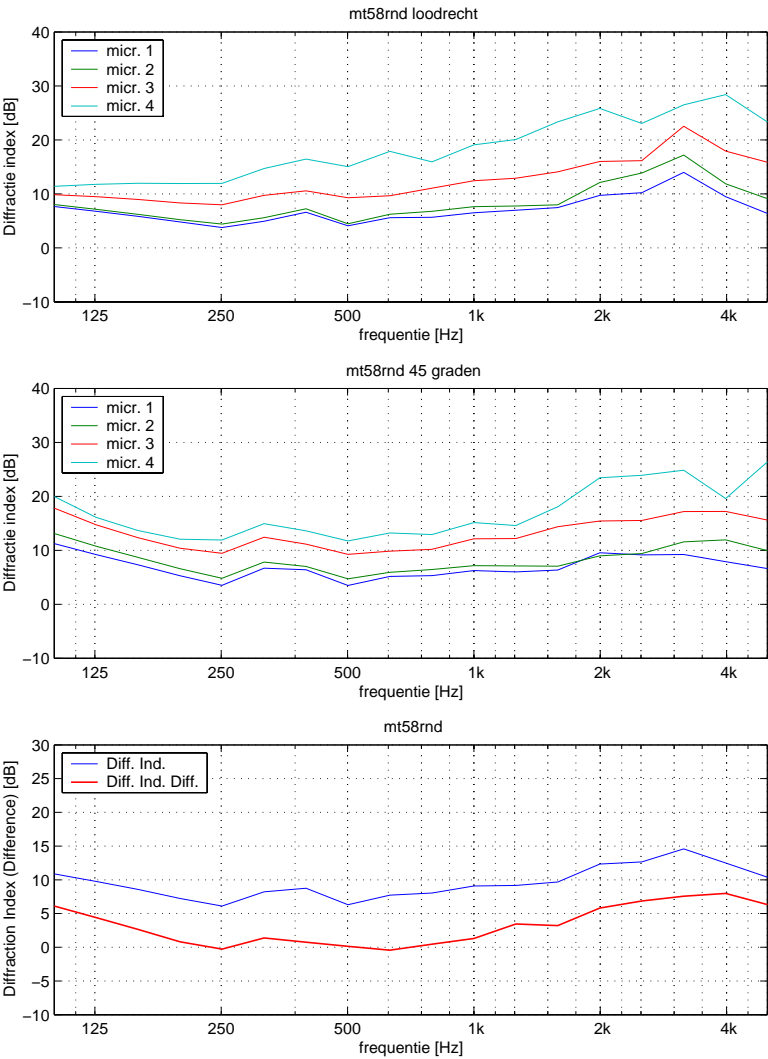 mt58rnd loodrecht
40
30
20
10
0
−10
Diffractie index [dB]
micr. 1
micr. 2
micr. 3
micr. 4
125 250 500 1k 2k 4k
frequentie [Hz]
mt58rnd 45 graden
40
30
20
10
0
−10
Diffractie index [dB]
micr. 1
micr. 2
micr. 3
micr. 4
125 250 500 1k 2k 4k
frequentie [Hz]
mt58rnd
30
25
20
15
10
5
0
−5
−10
Diffraction Index (Difference) [dB]
Diff. Ind.
Diff. Ind. Diff.
125 250 500 1k 2k 4k
frequentie [Hz]